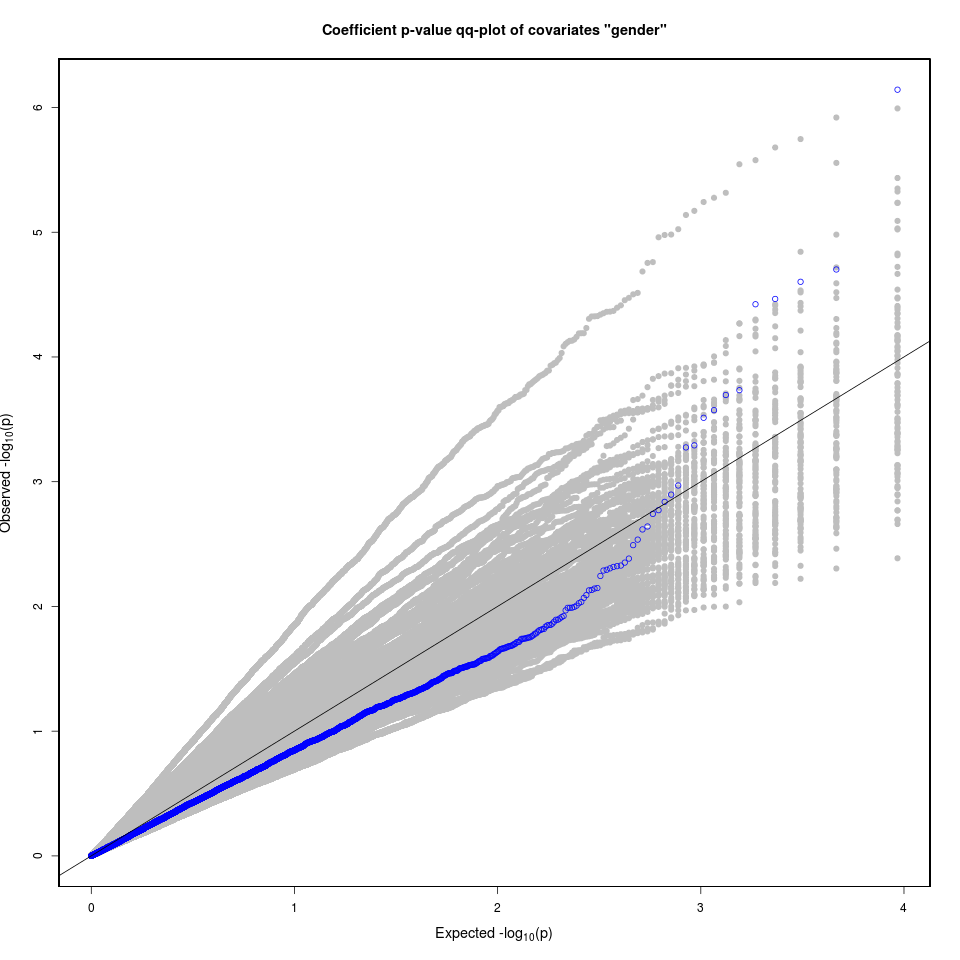 Coefficient p-value qq-plot of covariates "gender"
Observed -log10(p)
6
5
4
3
2
1
0
0 1 2 3 4
Expected -log10(p)